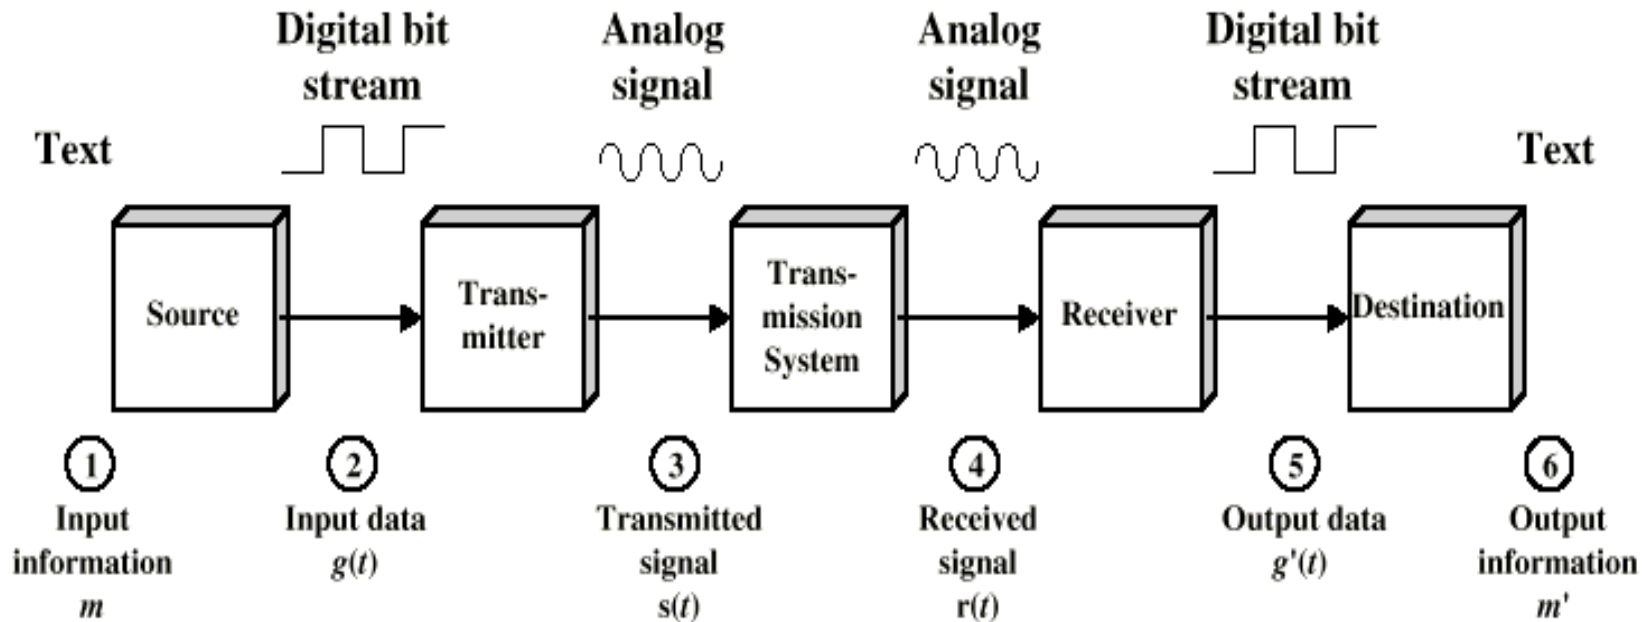 Digital bit
stream
Analog
signal
Analog
signal
Digital bit
stream
Text
Text
Source
Trans-
mitter
Trans-
mission
System
Receiver
Destination
1
Input
information
m
2
Input data
g(t)
3
Transmitted
signal
s(t)
4
Received
signal
r(t)
5
Output data
g'(t)
6
Output
information
m'